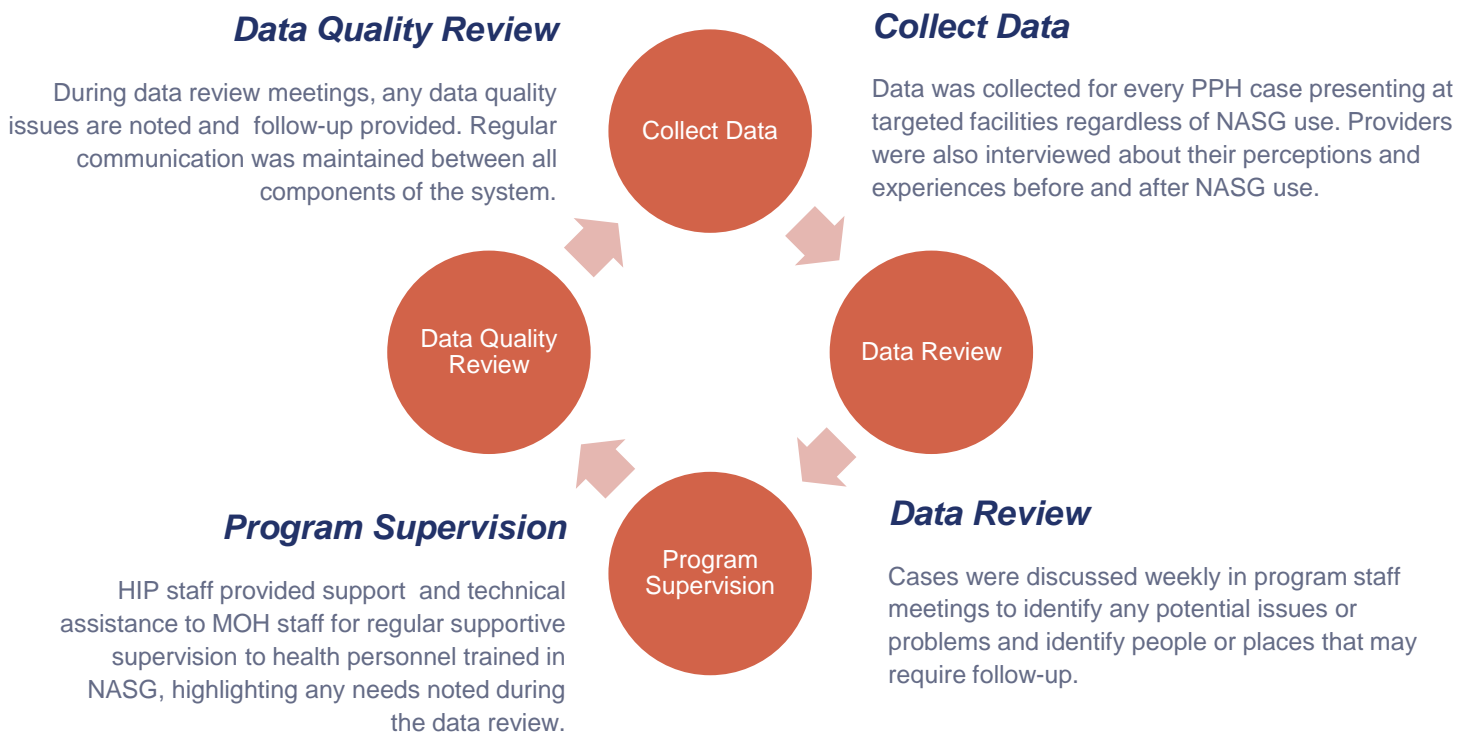 Data Quality Review
During data review meetings, any data quality
issues are noted and follow-up provided. Regular
communication was maintained between all
components of the system.
Collect Data
Collect Data
Data was collected for every PPH case presenting at
targeted facilities regardless of NASG use. Providers
were also interviewed about their perceptions and
experiences before and after NASG use.
Data Quality
Review
Data Review
Program Supervision
HIP staff provided support and technical
assistance to MOH staff for regular supportive
supervision to health personnel trained in
NASG, highlighting any needs noted during
the data review.
Program
Supervision
Data Review
Cases were discussed weekly in program staff
meetings to identify any potential issues or
problems and identify people or places that may
require follow-up.